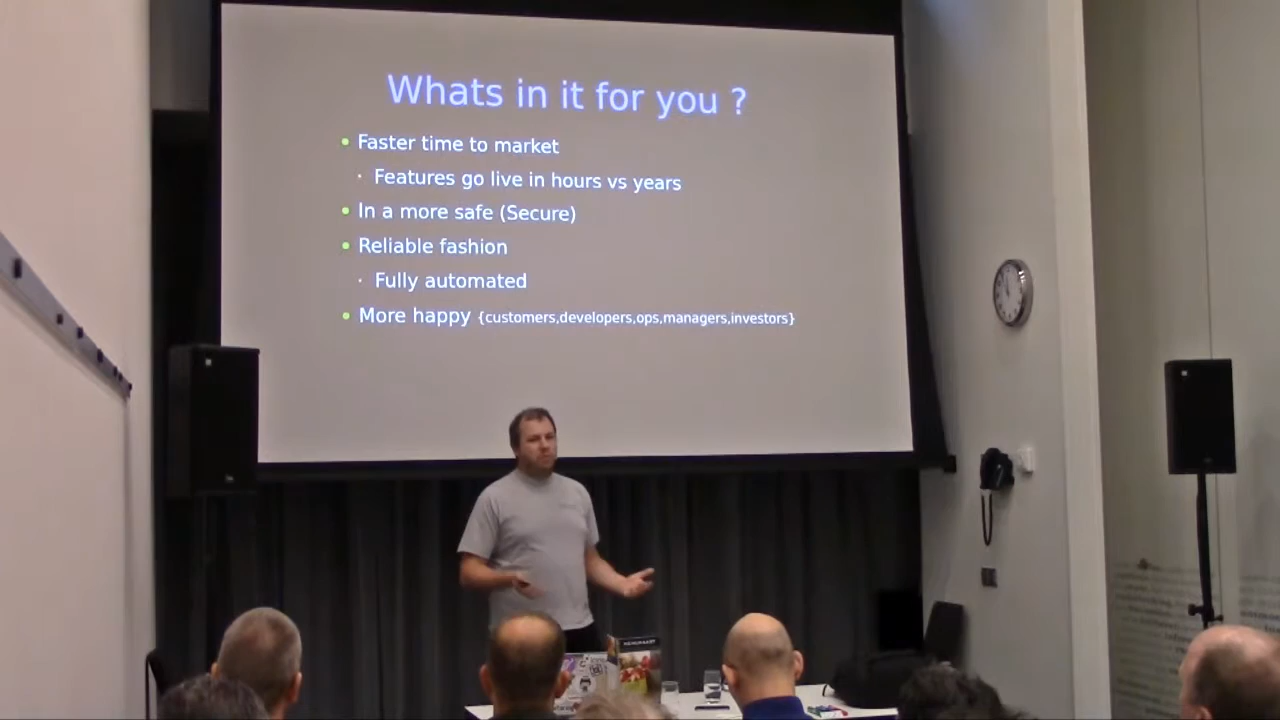 Whats in it for you ?
Faster time to market
Features go live in hours vs years
In a more safe (Secure)
Reliable fashion
Fully automated
More happy {customers,developers,ops,managers,investors}